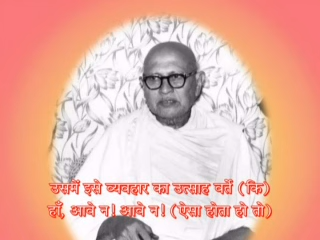 उसमें इसे व्यवहार का उत्साह वर्ते (कि)
हाँ, आवे न! आवे न! (ऐसा होता हो तो)